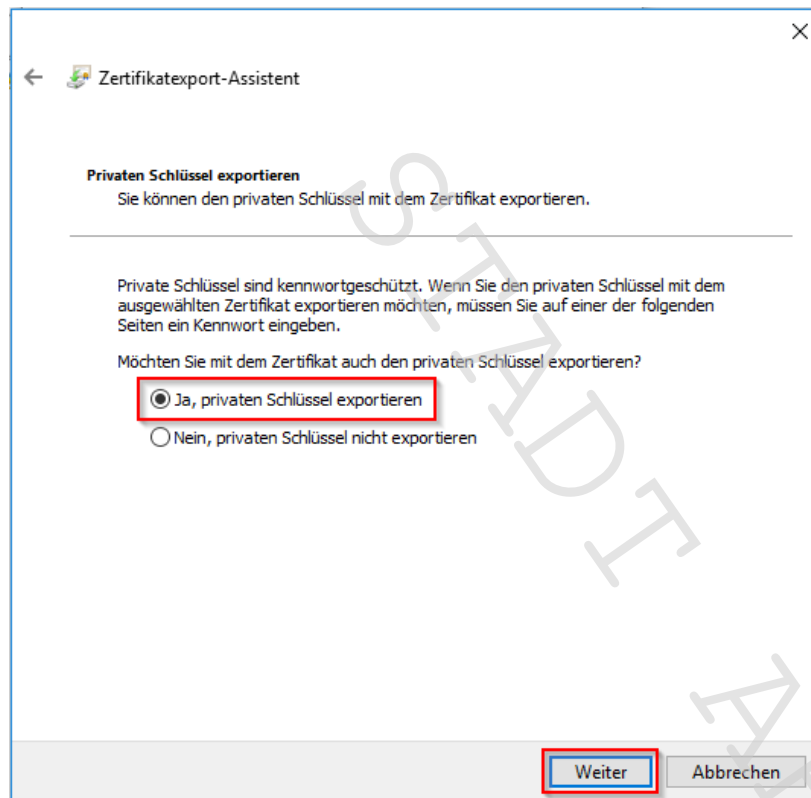 Zertifikatexport-Assistent
Privaten Schlüssel exportieren
Sie können den privaten Schlüssel mit dem Zertifikat exportieren.
Private Schlüssel sind kennwortgeschützt. Wenn Sie den privaten Schlüssel mit dem
ausgewählten Zertifikat exportieren möchten, müssen Sie auf einer der folgenden
Seiten ein Kennwort eingeben.
Möchten Sie mit dem Zertifikat auch den privaten Schlüssel exportieren?
Ja, privaten Schlüssel exportieren
Nein, privaten Schlüssel nicht exportieren
Weiter Abbrechen
STADT